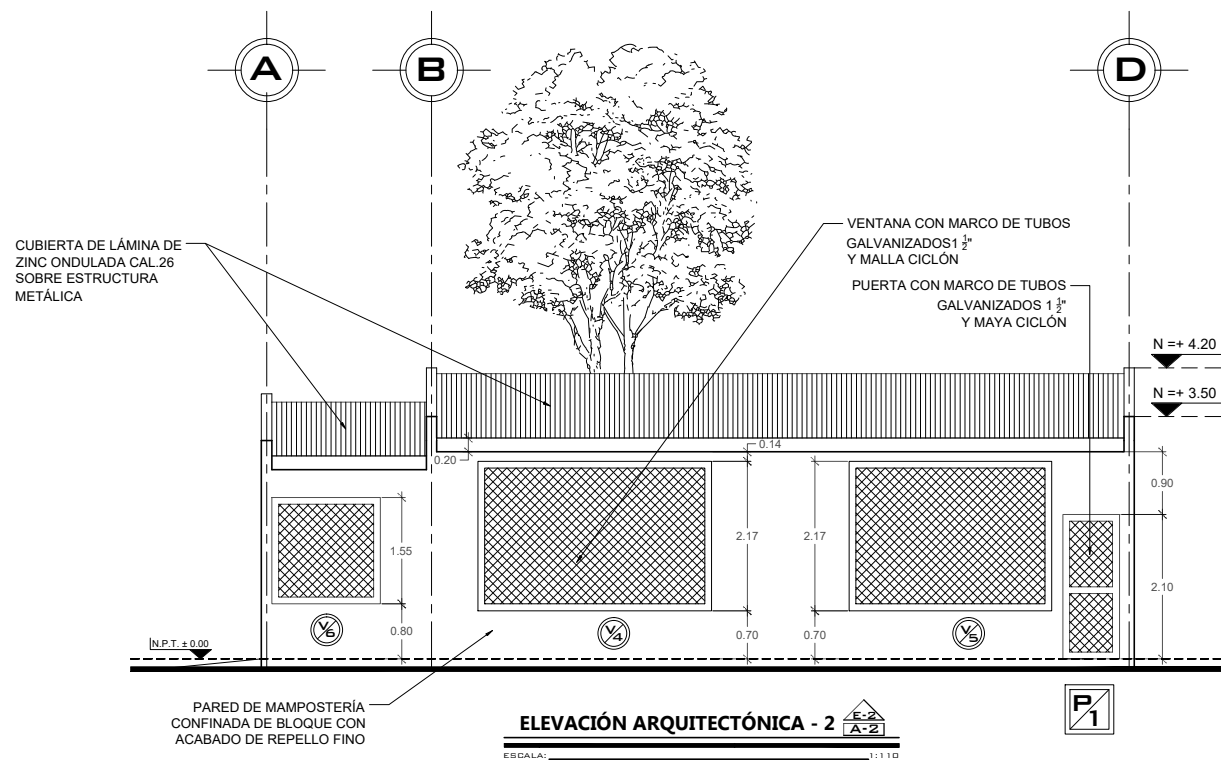 A
B
D
CUBIERTA DE LÁMINA DE
ZINC ONDULADA CAL.26
SOBRE ESTRUCTURA
METÁLICA
VENTANA CON MARCO DE TUBOS
GALVANIZADOS1 1/2"
Y MALLA CICLÓN
PUERTA CON MARCO DE TUBOS
GALVANIZADOS 1 1/2"
Y MAYA CICLÓN
N =+ 4.20
N =+ 3.50
0.20
0.14
0.90
1.55
2.17
2.17
2.10
V/6
0.80
V/4
0.70
0.70
V/5
N.P.T. ± 0.00
PARED DE MAMPOSTERÍA
CONFINADA DE BLOQUE CON
ACABADO DE REPELLO FINO
P/1
ELEVACIÓN ARQUITECTÓNICA - 2
E-2
A-2
ESCALA: 1:110